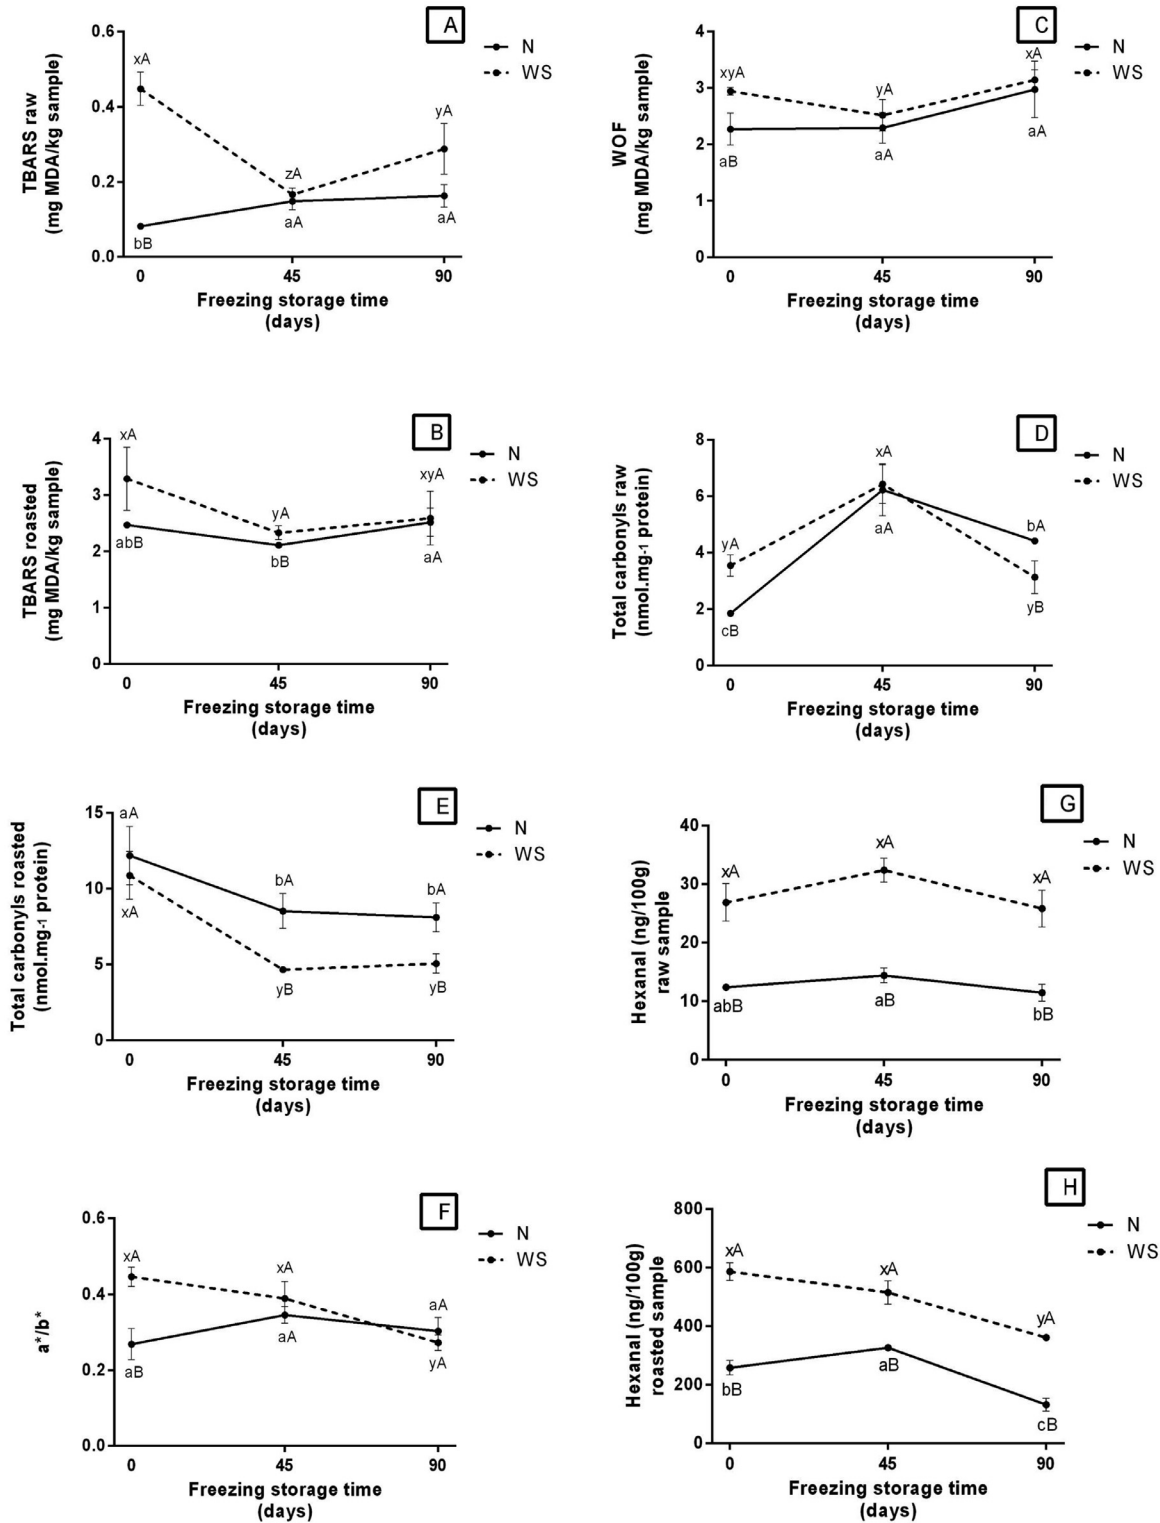 A
N
WS
TBARS raw
(mg MDA/kg sample)
0.6
0.4
0.2
0.0
xA
zA
yA
bB
aA
aA
0
45
90
Freezing storage time
(days)
C
N
WS
WOF
(mg MDA/kg sample)
4
3
2
1
0
xyA
yA
xA
aB
aA
aA
0
45
90
Freezing storage time
(days)
B
N
WS
TBARS roasted
(mg MDA/kg sample)
4
3
2
1
0
xA
yA
xyA
abB
bB
aA
0
45
90
Freezing storage time
(days)
D
N
WS
Total carbonyls raw
(nmol.mg-1 protein)
8
6
4
2
0
yA
xA
bA
cB
aA
yB
0
45
90
Freezing storage time
(days)
E
N
WS
Total carbonyls roasted
(nmol.mg-1 protein)
15
10
5
0
aA
bA
bA
xA
yB
yB
0
45
90
Freezing storage time
(days)
G
N
WS
Hexanal (ng/100g)
raw sample
40
30
20
10
0
xA
xA
xA
abB
aB
bB
0
45
90
Freezing storage time
(days)
F
N
WS
a*/b*
0.6
0.4
0.2
0.0
xA
xA
aA
aB
aA
yA
0
45
90
Freezing storage time
(days)
H
N
WS
Hexanal (ng/100g)
roasted sample
800
600
400
200
0
xA
xA
yA
bB
aB
cB
0
45
90
Freezing storage time
(days)